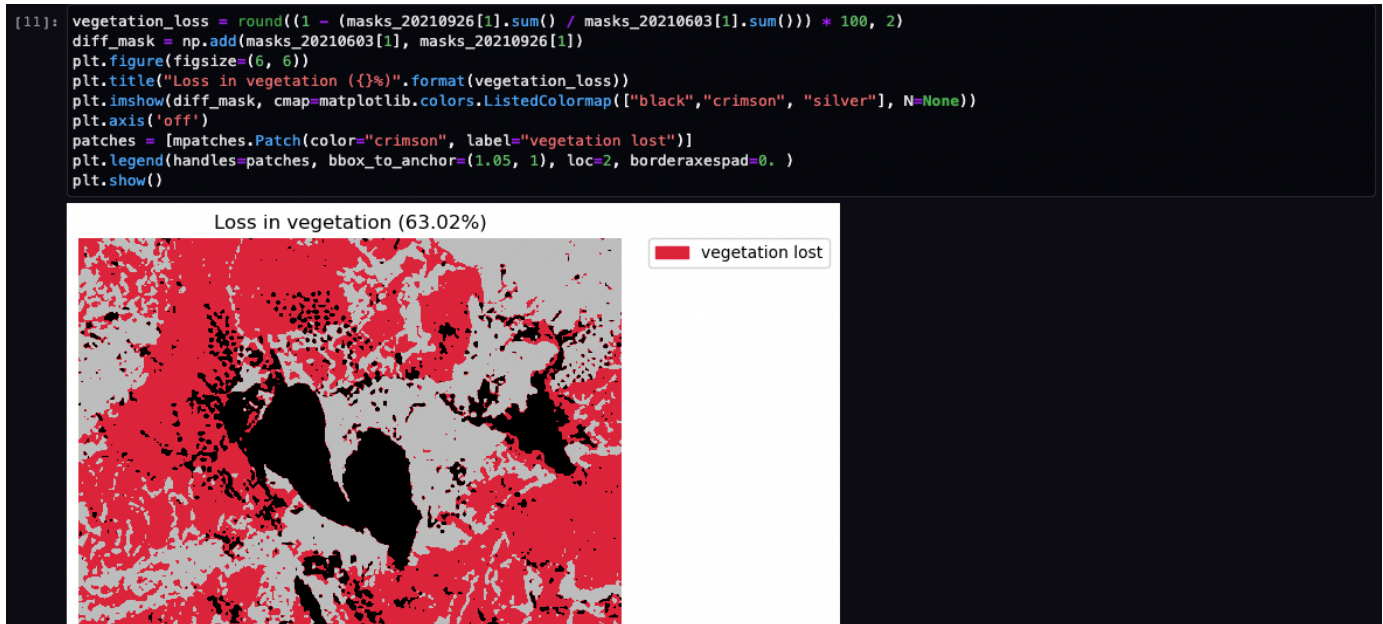 [11]: vegetation_loss = round((1 - (masks_20210926[1].sum() / masks_20210603[1].sum())) * 100, 2)
diff_mask = np.add(masks_20210603[1], masks_20210926[1])
plt.figure(figsize=(6, 6))
plt.title("Loss in vegetation ({}%)".format(vegetation_loss))
plt.imshow(diff_mask, cmap=matplotlib.colors.ListedColormap(["black","crimson", "silver"], N=None))
plt.axis('off')
patches = [mpatches.Patch(color="crimson", label="vegetation lost")]
plt.legend(handles=patches, bbox_to_anchor=(1.05, 1), loc=2, borderaxespad=0. )
plt.show()
Loss in vegetation (63.02%)
vegetation lost